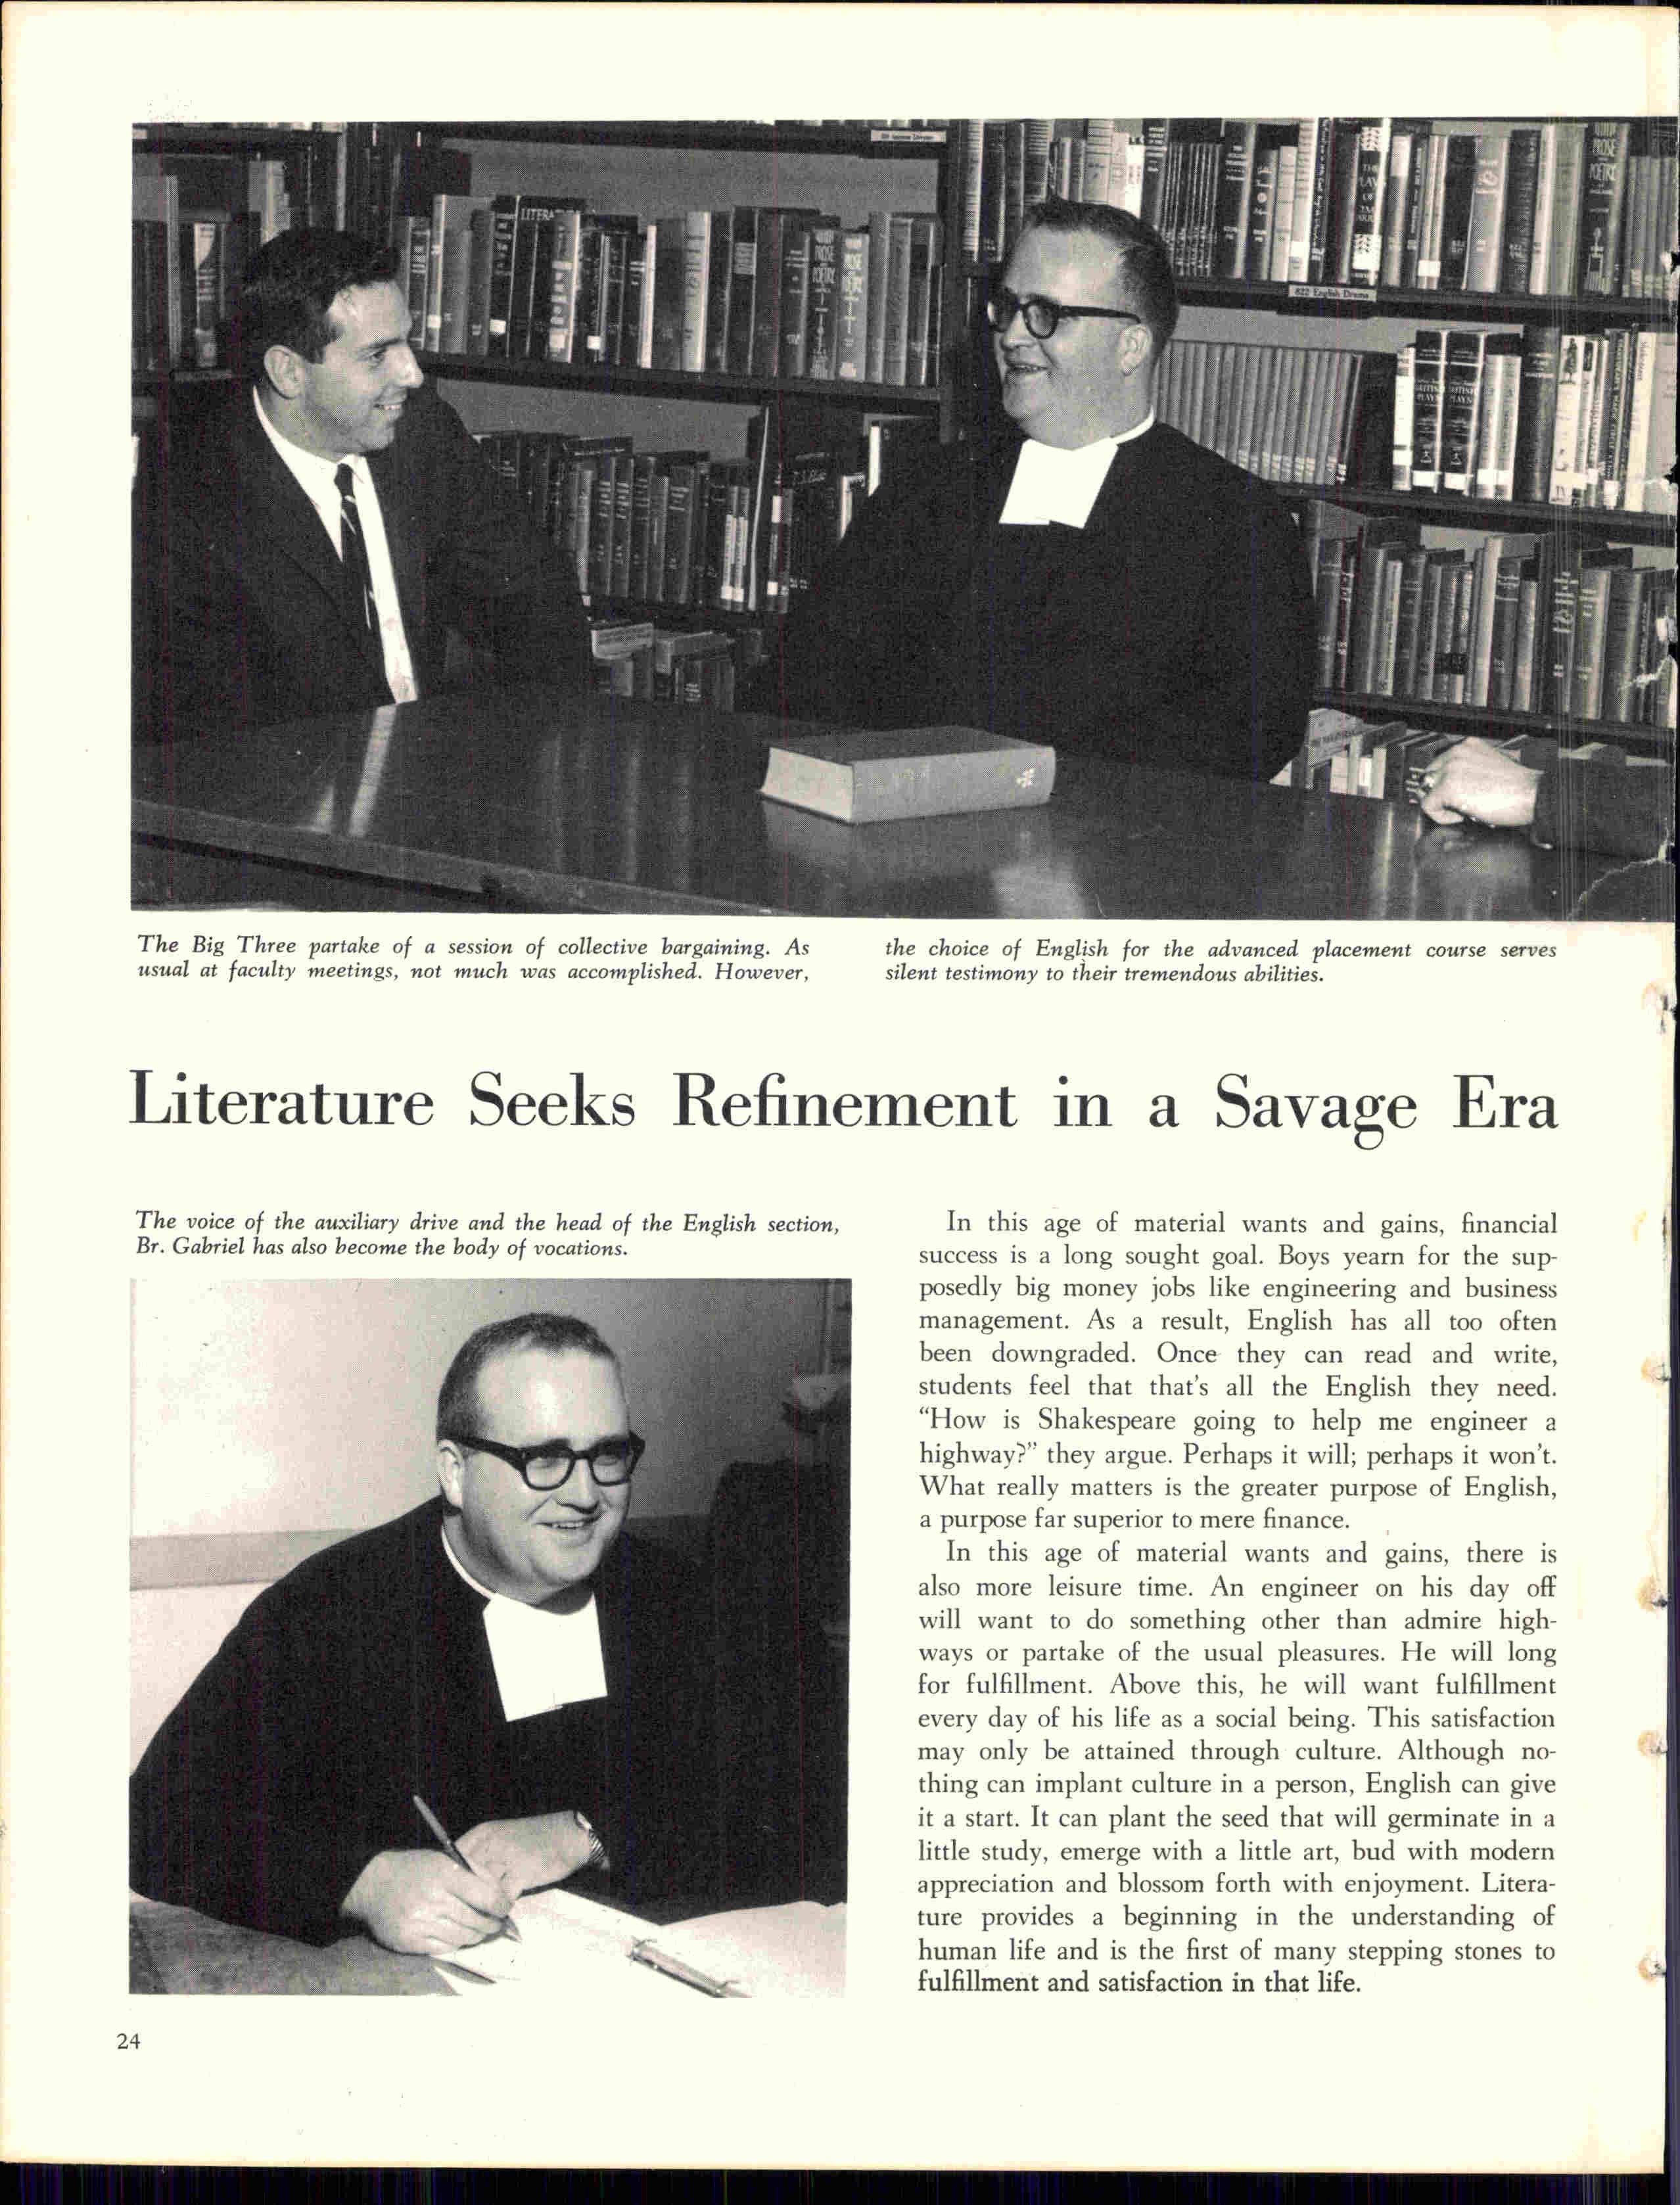 LITERA
PROSE
POETRY
822 English Drama
BRITISH
PLAYS
BRITISH
PLAYS
The Big Three partake of a session of collective bargaining. As
usual at faculty meetings, not much was accomplished. However,
the choice of English for the advanced placement course serves
silent testimony to their tremendous abilities.
Literature Seeks Refinement in a Savage Era
The voice of the auxiliary drive and the head of the English section,
Br. Gabriel has also become the body of vocations.
In this age of material wants and gains, financial
success is a long sought goal. Boys yearn for the sup-
posedly big money jobs like engineering and business
management. As a result, English has all too often
been downgraded. Once they can read and write,
students feel that that's all the English they need.
"How is Shakespeare going to help me engineer a
highway?" they argue. Perhaps it will; perhaps it won't.
What really matters is the greater purpose of English,
a purpose far superior to mere finance.
In this age of material wants and gains, there is
also more leisure time. An engineer on his day off
will want to do something other than admire high-
ways or partake of the usual pleasures. He will long
for fulfillment. Above this, he will want fulfillment
every day of his life as a social being. This satisfaction
may only be attained through culture. Although no-
thing can implant culture in a person, English can give
it a start. It can plant the seed that will germinate in a
little study, emerge with a little art, bud with modern
appreciation and blossom forth with enjoyment. Litera-
ture provides a beginning in the understanding of
human life and is the first of many stepping stones to
fulfillment and satisfaction in that life.
24